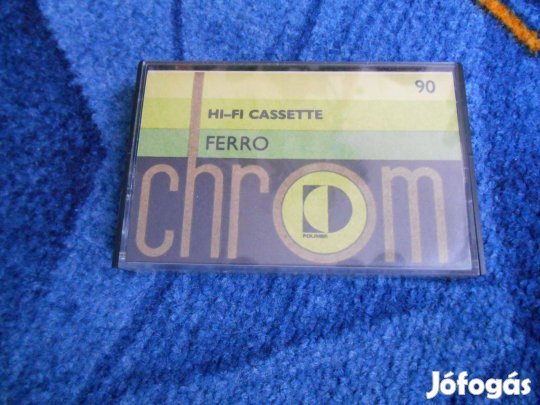 90
HI-FI CASSETTE
FERRO
chrom
POLIMER
Jófogás